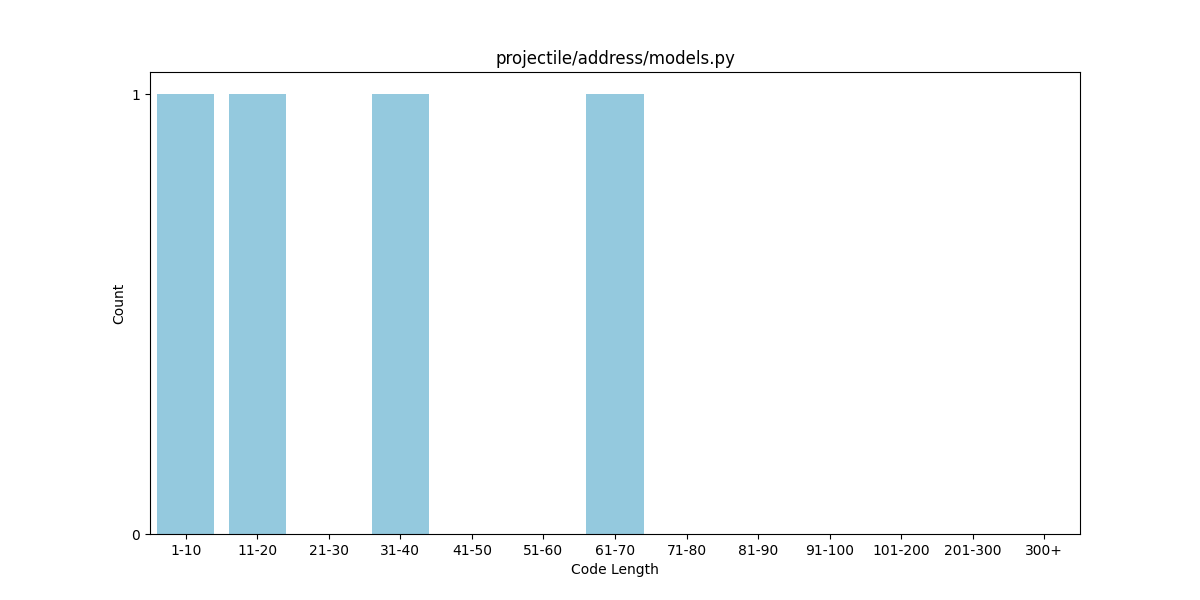 projectile/address/models.py
1
Count
0
1-10 11-20 21-30 31-40 41-50 51-60 61-70 71-80 81-90 91-100 101-200 201-300 300+
Code Length